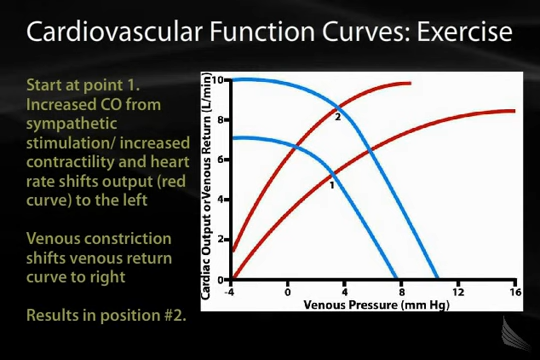 Cardiovascular Function Curves: Exercise
Start at point 1.
Increased CO from
sympathetic
stimulation/ increased
contractility and heart
rate shifts output (red
curve) to the left
Venous constriction
shifts venous return
curve to right
Results in position #2.
Cardiac Output orVenous Return (L/min)
10
8
6
4
2
0
2
1
-4
0
4
8
12
16
Venous Pressure (mm Hg)